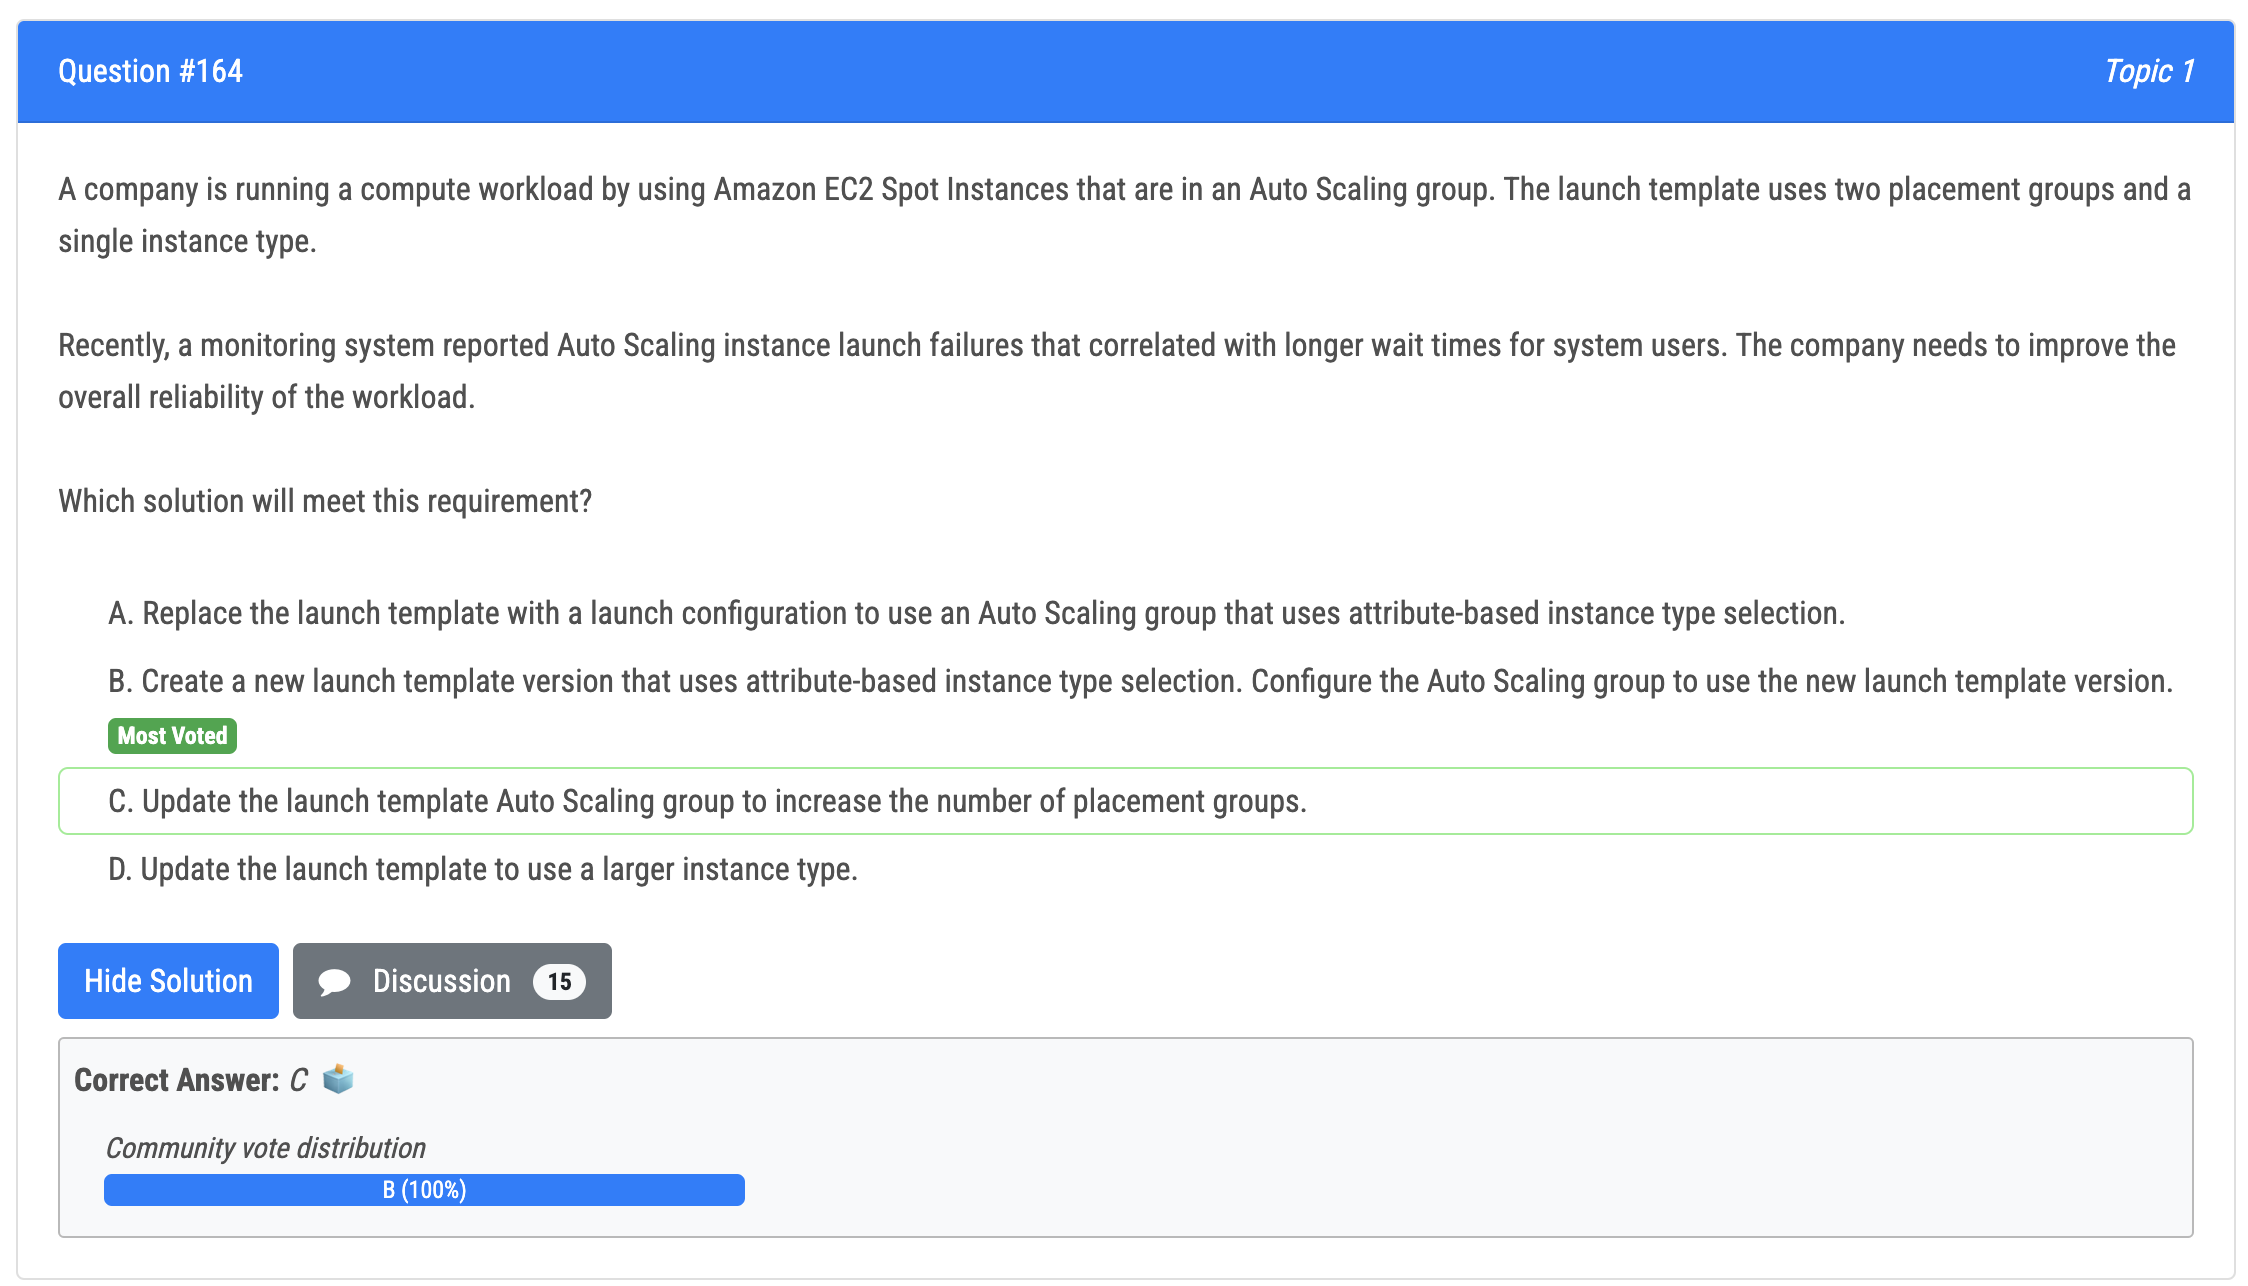 Question #164
Topic 1
A company is running a compute workload by using Amazon EC2 Spot Instances that are in an Auto Scaling group. The launch template uses two placement groups and a
single instance type.
Recently, a monitoring system reported Auto Scaling instance launch failures that correlated with longer wait times for system users. The company needs to improve the
overall reliability of the workload.
Which solution will meet this requirement?
A. Replace the launch template with a launch configuration to use an Auto Scaling group that uses attribute-based instance type selection.
B. Create a new launch template version that uses attribute-based instance type selection. Configure the Auto Scaling group to use the new launch template version.
Most Voted
C. Update the launch template Auto Scaling group to increase the number of placement groups.
D. Update the launch template to use a larger instance type.
Hide Solution
Discussion 15
Correct Answer: C
Community vote distribution
B (100%)